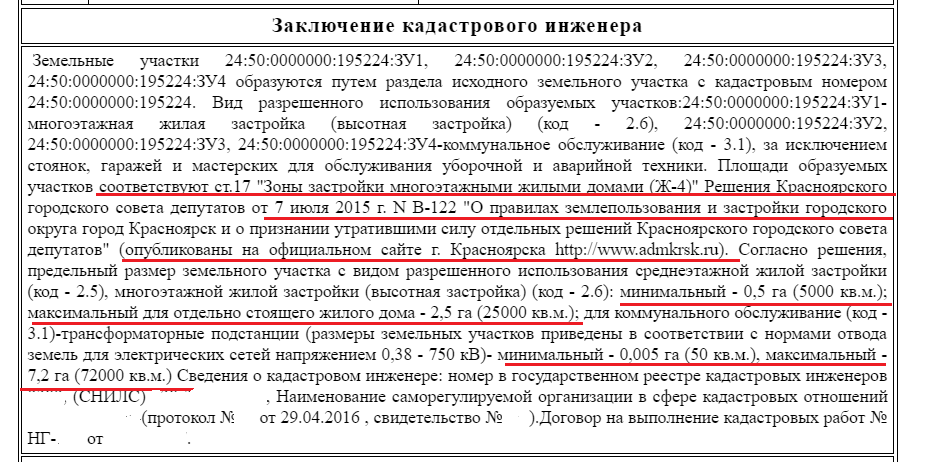 Заключение кадастрового инженера
Земельные участки 24:50:0000000:195224:ЗУ1, 24:50:0000000:195224:ЗУ2, 24:50:0000000:195224:ЗУ3,
24:50:0000000:195224:ЗУ4 образуются путем раздела исходного земельного участка с кадастровым номером
24:50:0000000:195224. Вид разрешенного использования образуемых участков:24:50:0000000:195224:ЗУ1-
многоэтажная жилая застройка (высотная застройка) (код - 2.6), 24:50:0000000:195224:ЗУ2,
24:50:0000000:195224:ЗУ3, 24:50:0000000:195224:ЗУ4-коммунальное обслуживание (код - 3.1), за исключением
стоянок, гаражей и мастерских для обслуживания уборочной и аварийной техники. Площади образуемых
участков соответствуют ст.17 "Зоны застройки многоэтажными жилыми домами (Ж-4)" Решения Красноярского
городского совета депутатов от 7 июля 2015 г. N В-122 "О правилах землепользования и застройки городского
округа город Красноярск и о признании утратившими силу отдельных решений Красноярского городского совета
депутатов" (опубликованы на официальном сайте г. Красноярска http://www.admkrsk.ru). Согласно решения,
предельный размер земельного участка с видом разрешенного использования среднеэтажной жилой застройки
(код - 2.5), многоэтажной жилой застройки (высотная застройка) (код - 2.6): минимальный - 0,5 га (5000 кв.м.);
максимальный для отдельно стоящего жилого дома - 2,5 га (25000 кв.м.); для коммунального обслуживание (код -
3.1)-трансформаторные подстанции (размеры земельных участков приведены в соответствии с нормами отвода
земель для электрических сетей напряжением 0,38 - 750 кВ)- минимальный - 0,005 га (50 кв.м.), максимальный -
7,2 га (72000 кв.м.) Сведения о кадастровом инженере: номер в государственном реестре кадастровых инженеров
, (СНИЛС) , Наименование саморегулируемой организации в сфере кадастровых отношений
(протокол № от 29.04.2016 , свидетельство № ).Договор на выполнение кадастровых работ №
НГ- от .